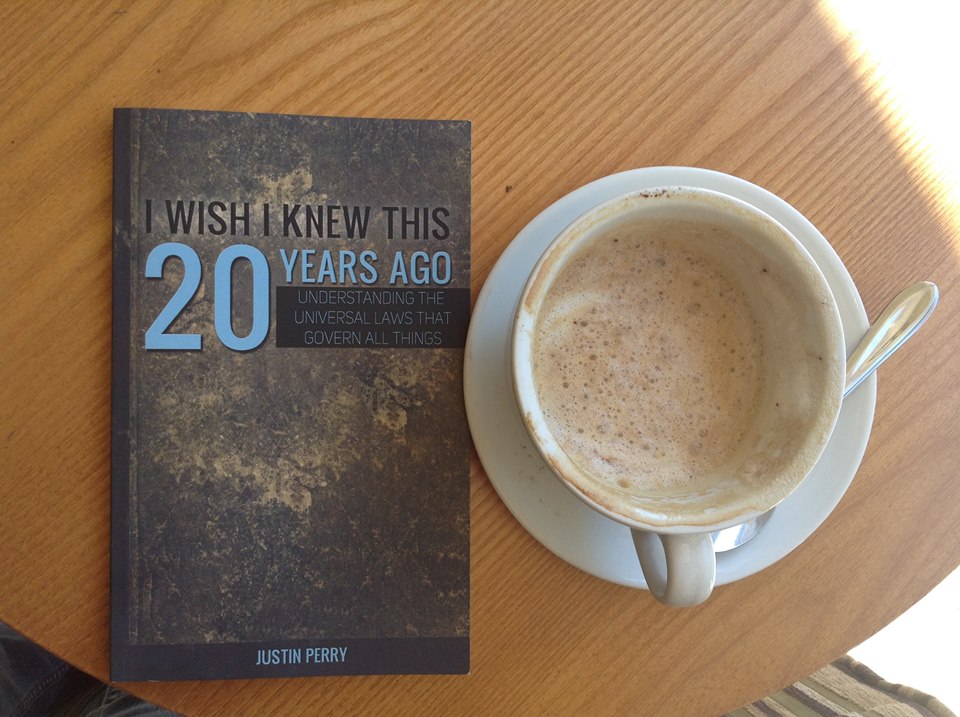 I WISH I KNEW THIS
20 YEARS AGO
UNDERSTANDING THE
UNIVERSAL LAWS THAT
GOVERN ALL THINGS
JUSTIN PERRY